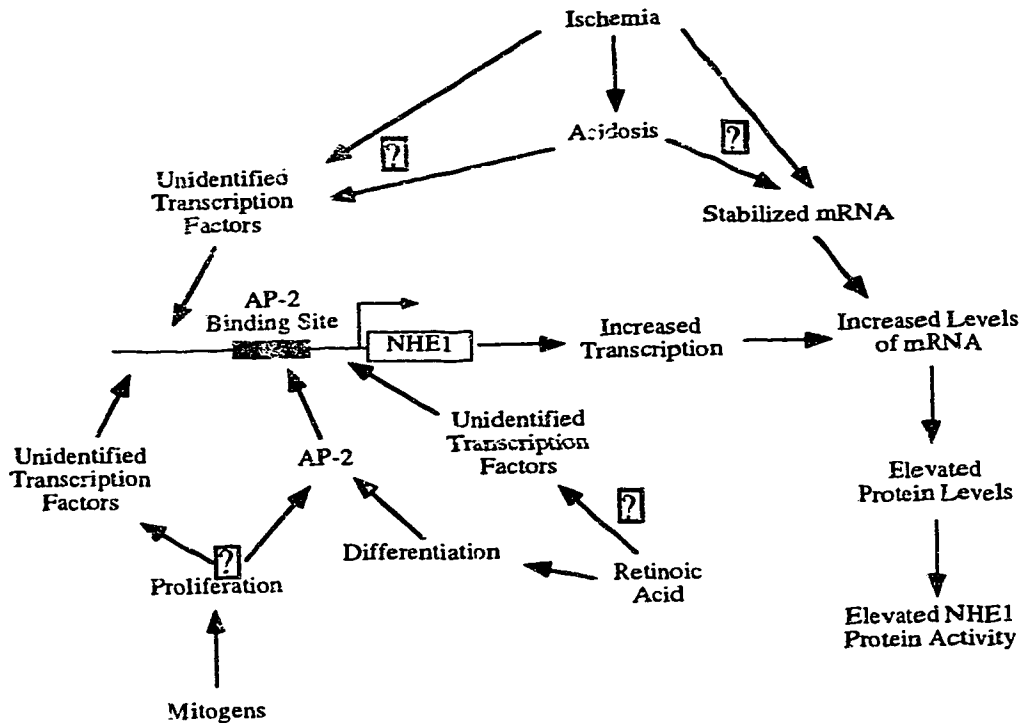 Ischemia
Acidosis
?
?
Unidentified
Transcription
Factors
Stabilized mRNA
AP-2
Binding Site
NHE1
Increased
Transcription
Increased Levels
of mRNA
Unidentified
Transcription
Factors
Unidentified
Transcription
Factors
AP-2
Elevated
Protein Levels
?
?
Differentiation
Proliferation
Retinoic
Acid
Elevated NHE1
Protein Activity
Mitogens